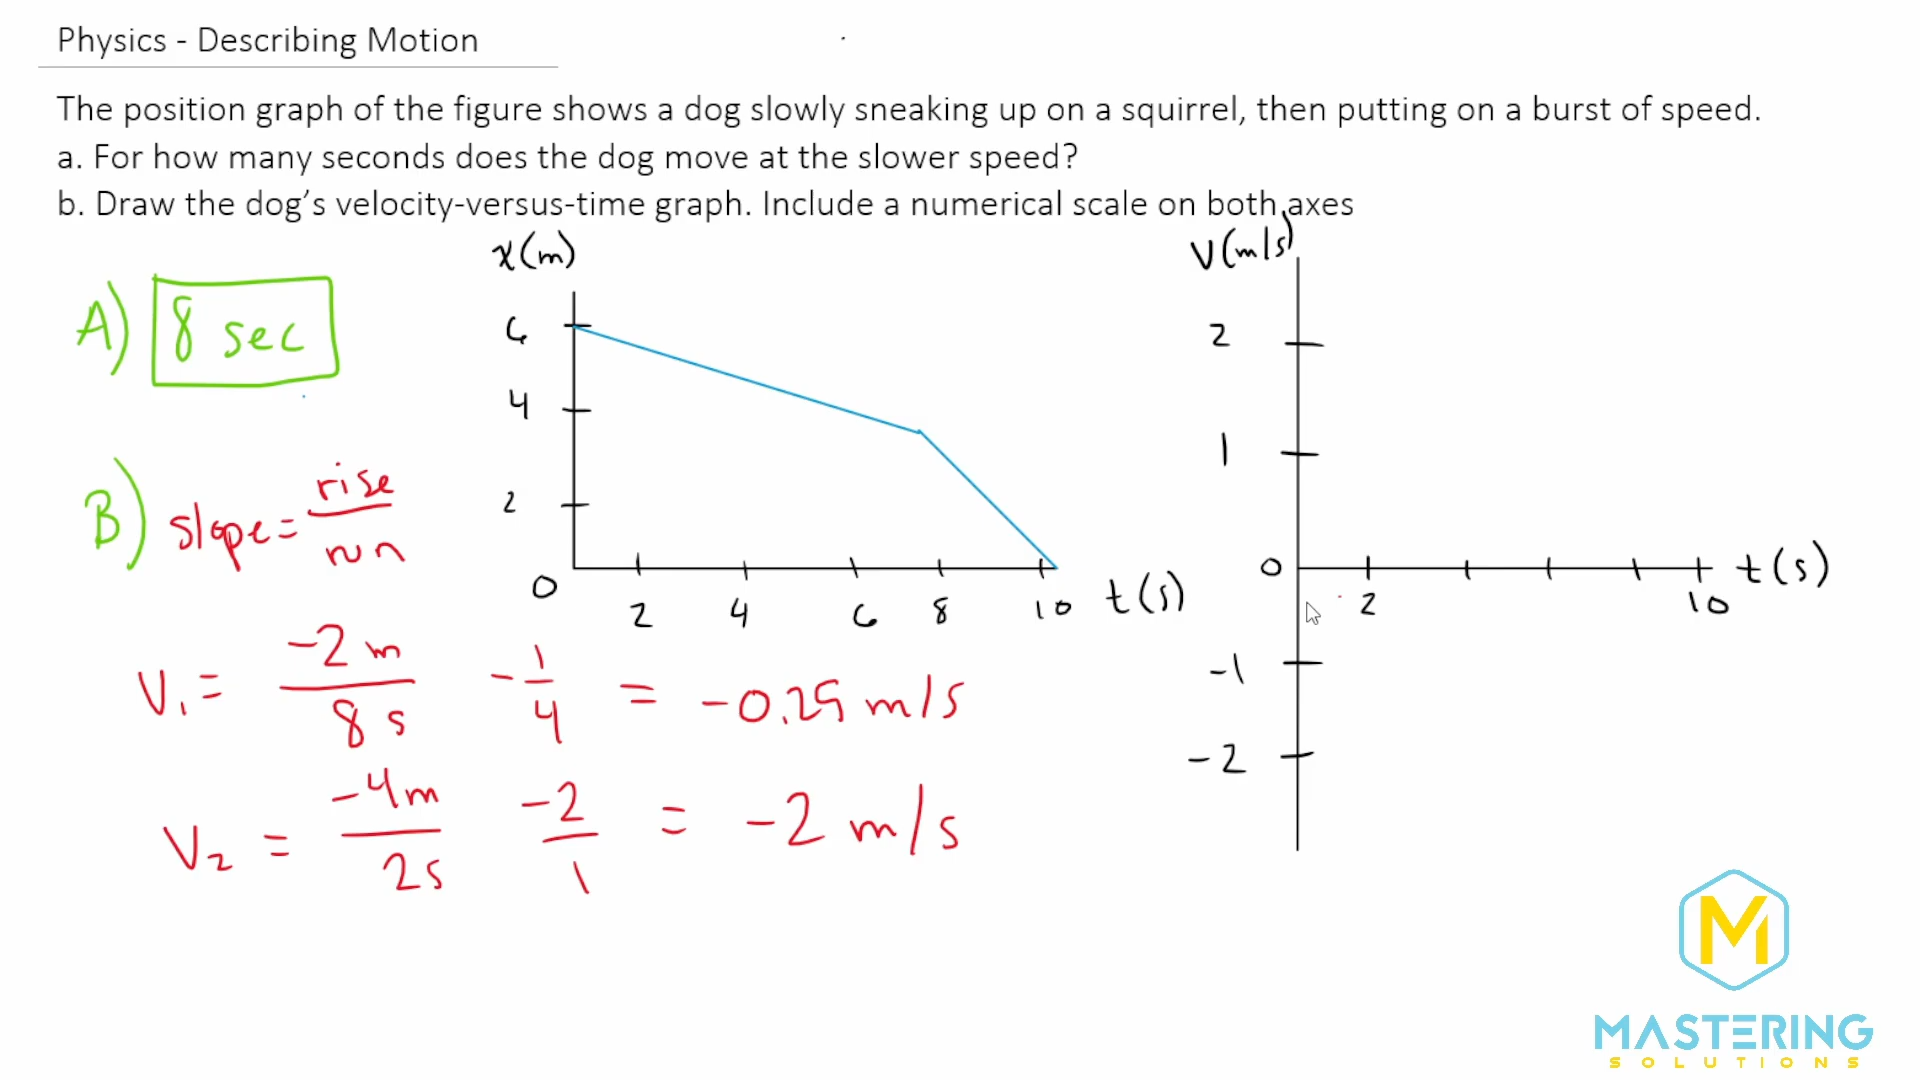 Physics - Describing Motion
The position graph of the figure shows a dog slowly sneaking up on a squirrel, then putting on a burst of speed.
a. For how many seconds does the dog move at the slower speed?
b. Draw the dog’s velocity-versus-time graph. Include a numerical scale on both axes
A) 8 sec
B) slope = rise / run
V₁ = -2 m / 8 s -1/4 = -0.25 m/s
V₂ = -4m / 2s -2/1 = -2 m/s
x(m)
6
4
2
0
2 4 6 8 10 t(s)
V(m/s)
2
1
0 t(s)
2 10
-1
-2
M
MASTERING
SOLUTIONS